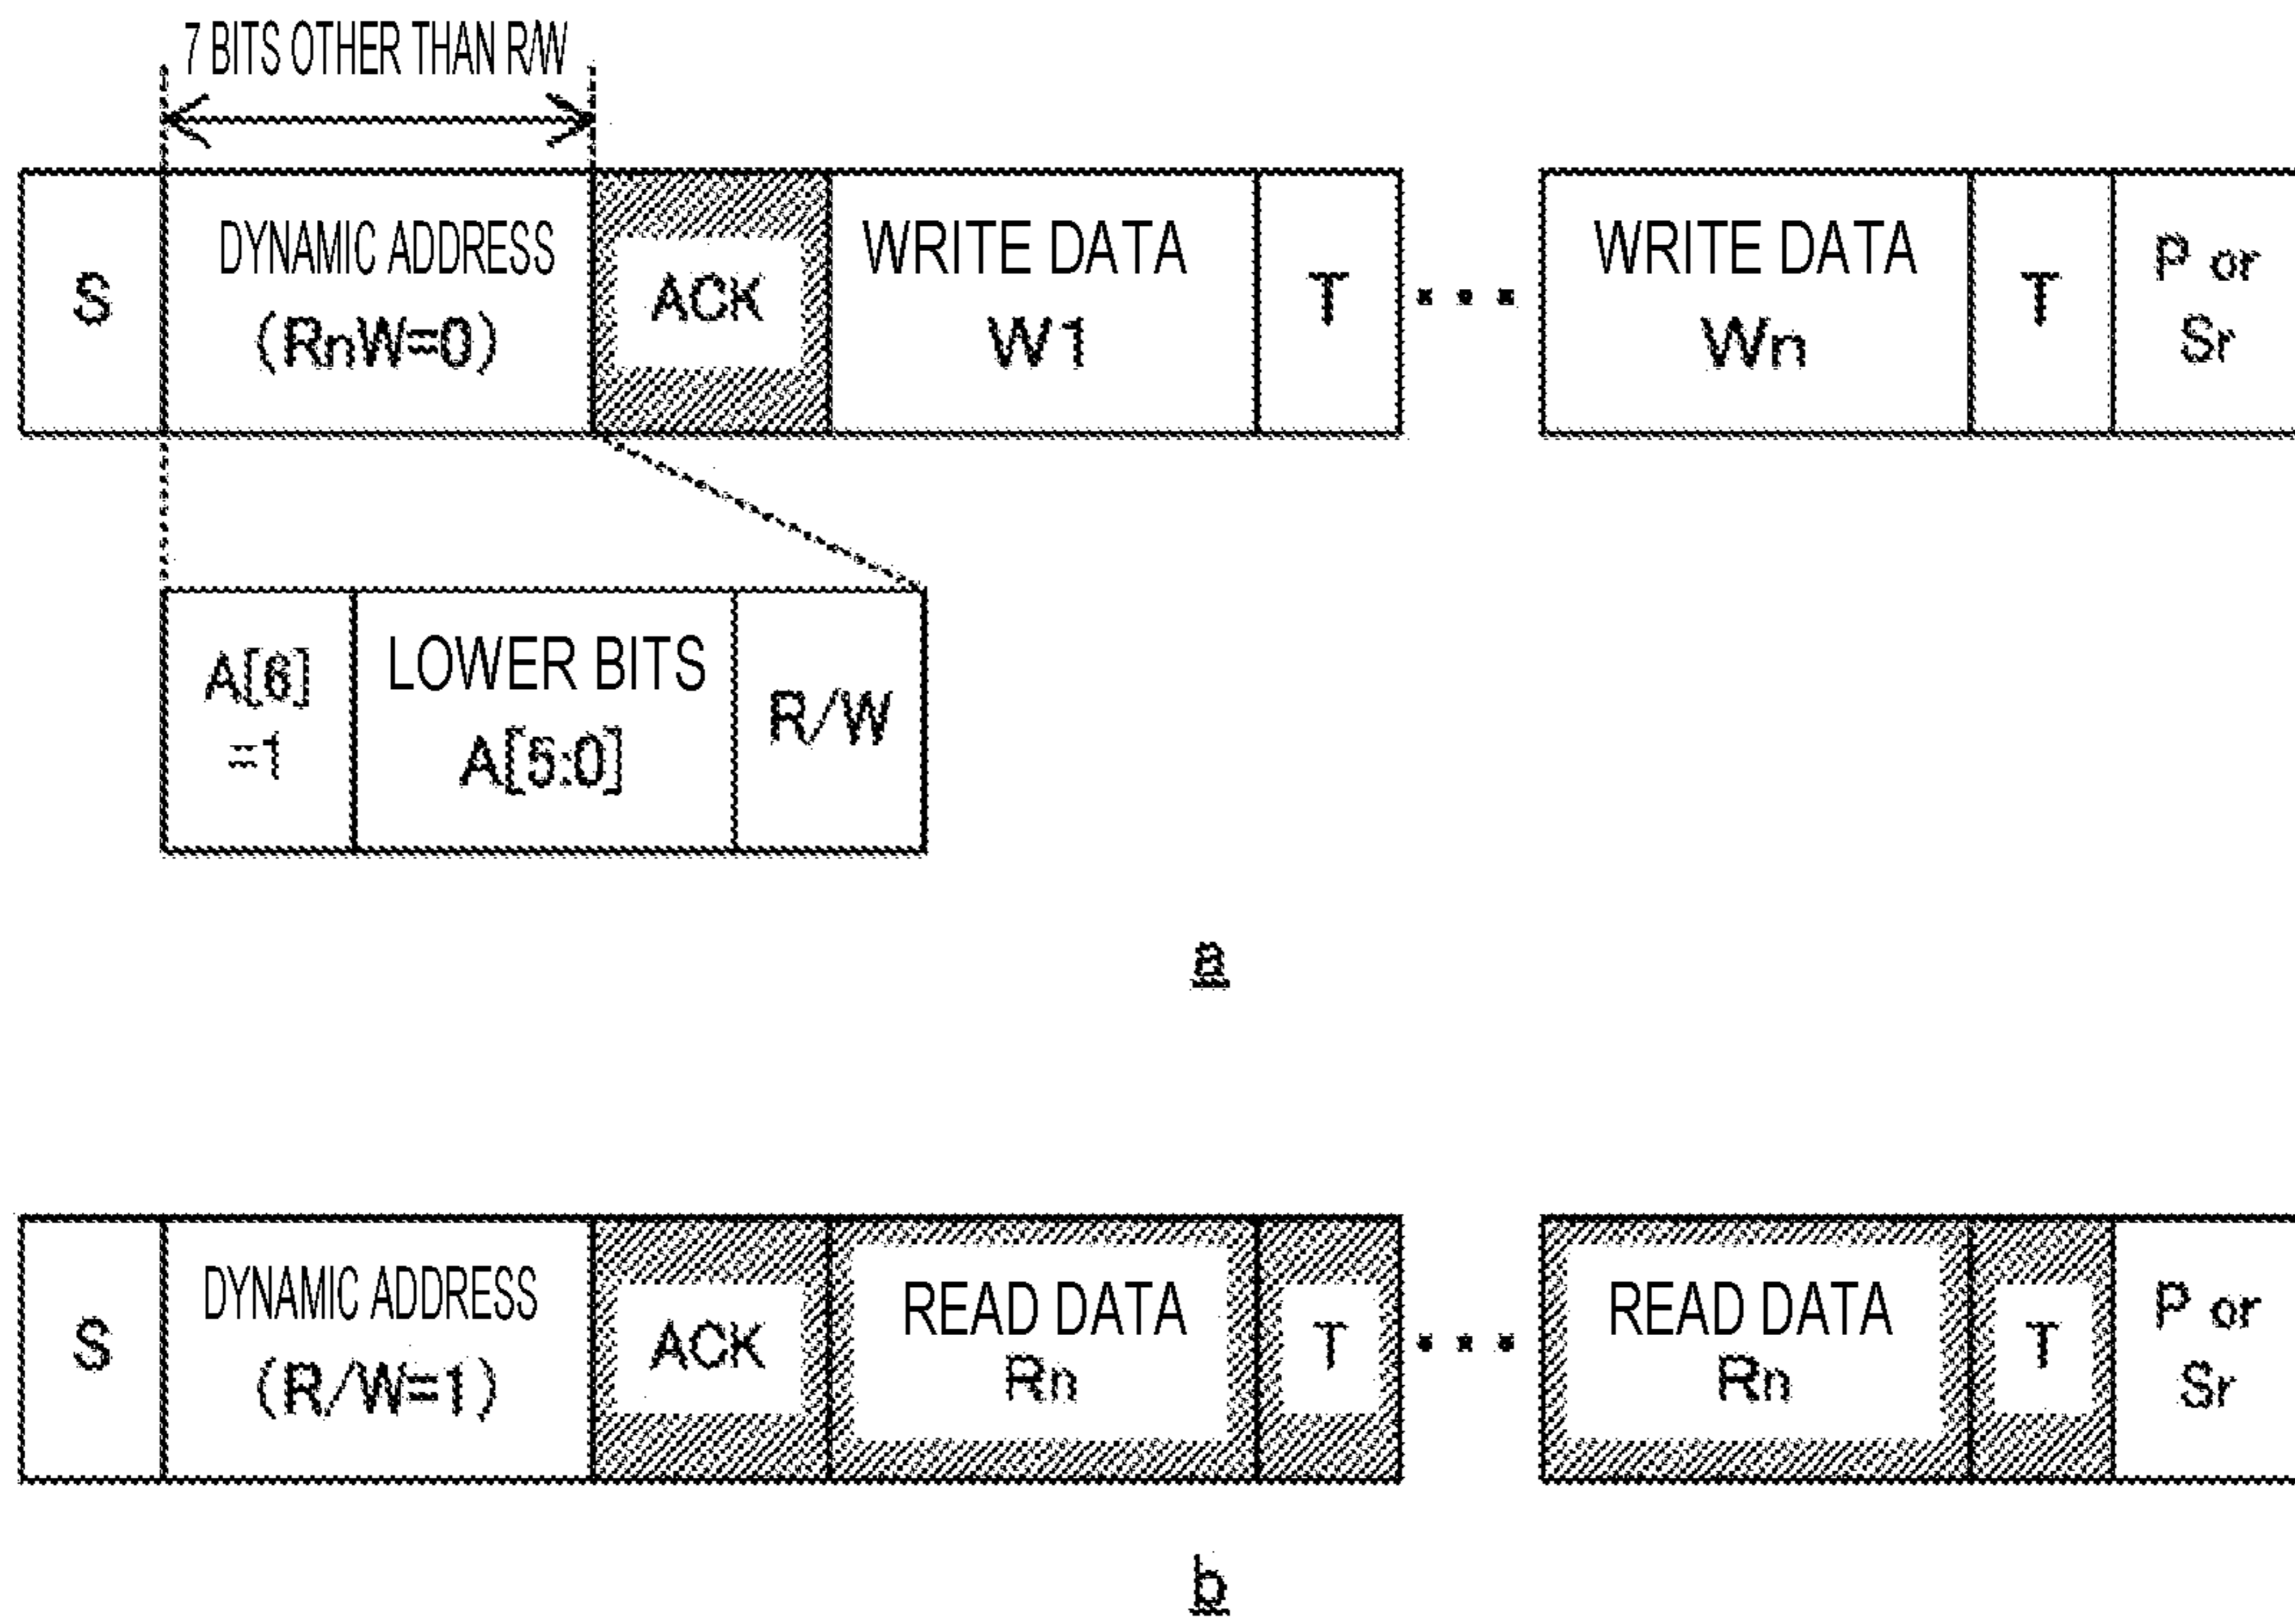 7 BITS OTHER THAN R/W
S
DYNAMIC ADDRESS
(RnW=0)
ACK
WRITE DATA
W1
T
...
WRITE DATA
Wn
T
P or
Sr
A[6]
=1
LOWER BITS
A[5:0]
R/W
a
S
DYNAMIC ADDRESS
(R/W=1)
ACK
READ DATA
Rn
T
...
READ DATA
Rn
T
P or
Sr
b